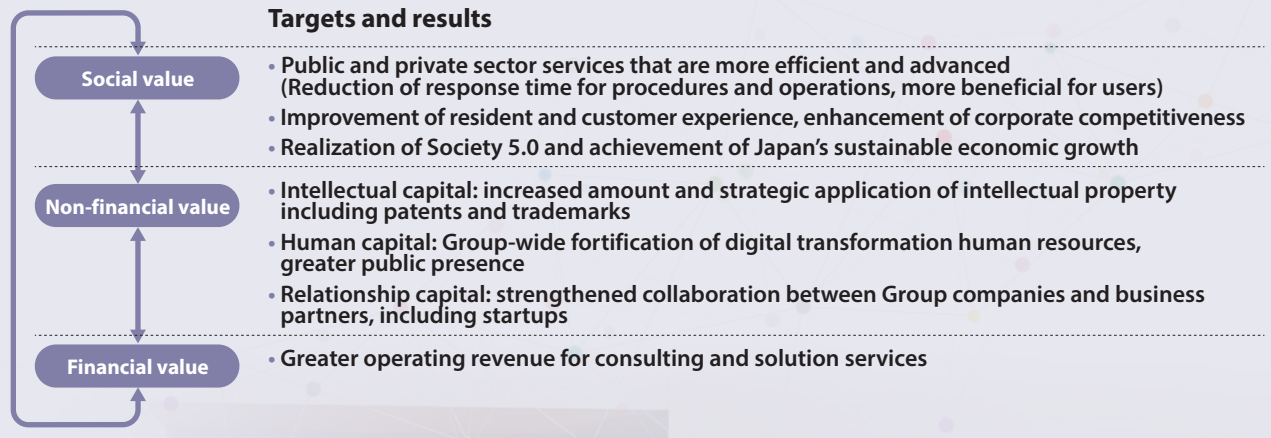 Targets and results
Social value
• Public and private sector services that are more efficient and advanced
(Reduction of response time for procedures and operations, more beneficial for users)
• Improvement of resident and customer experience, enhancement of corporate competitiveness
• Realization of Society 5.0 and achievement of Japan’s sustainable economic growth
Non-financial value
• Intellectual capital: increased amount and strategic application of intellectual property
including patents and trademarks
• Human capital: Group-wide fortification of digital transformation human resources,
greater public presence
• Relationship capital: strengthened collaboration between Group companies and business
partners, including startups
Financial value
• Greater operating revenue for consulting and solution services